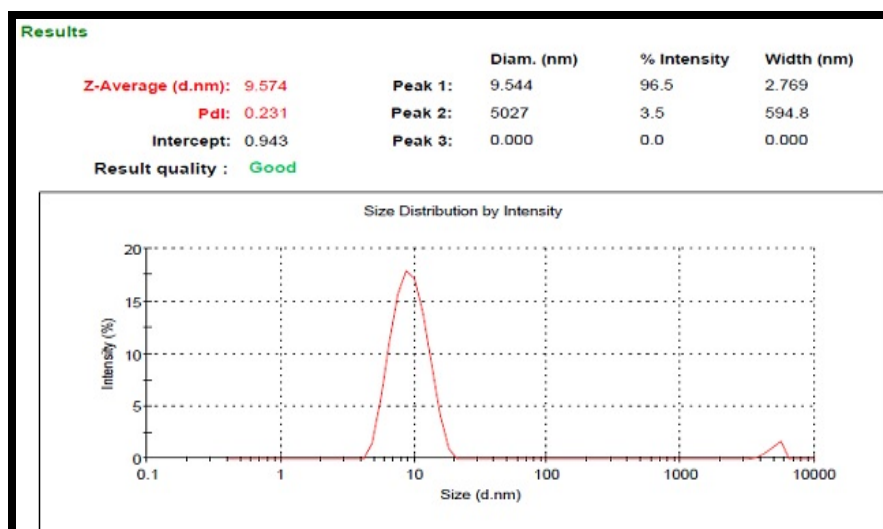 Results
Diam. (nm) % Intensity Width (nm)
Z-Average (d.nm): 9.574 Peak 1: 9.544 96.5 2.769
PdI: 0.231 Peak 2: 5027 3.5 594.8
Intercept: 0.943 Peak 3: 0.000 0.0 0.000
Result quality : Good
Size Distribution by Intensity
Intensity (%)
20
15
10
5
0
0.1 1 10 100 1000 10000
Size (d.nm)